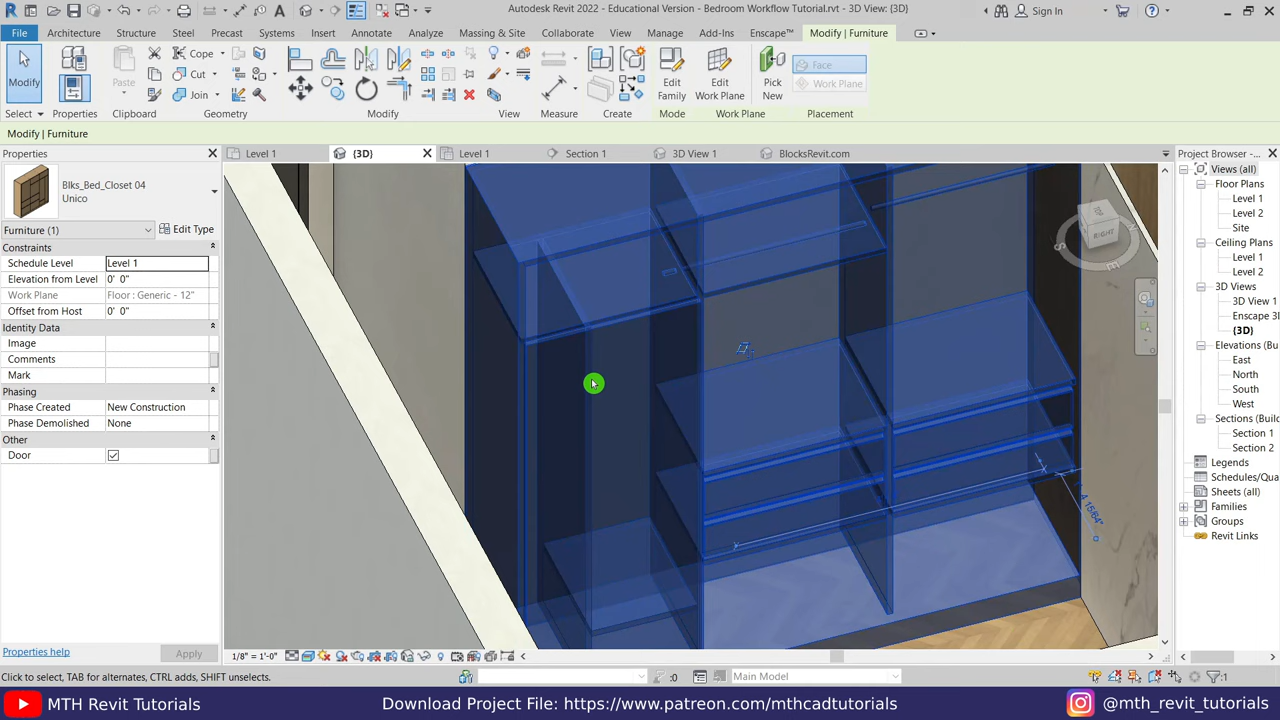 Autodesk Revit 2022 - Educational Version - Bedroom Workflow Tutorial.rvt - 3D View: {3D}
Sign In
File
Architecture
Structure
Steel
Precast
Systems
Insert
Annotate
Analyze
Massing & Site
Collaborate
View
Manage
Add-Ins
Enscape™
Modify | Furniture
Modify
Paste
Cope
Cut
Join
Edit
Family
Edit
Work Plane
Pick
New
Face
Work Plane
Select
Properties
Clipboard
Geometry
Modify
View
Measure
Create
Mode
Work Plane
Placement
Modify | Furniture
Properties
Level 1
{3D}
Level 1
Section 1
3D View 1
BlocksRevit.com
Project Browser -
Blks_Bed_Closet 04
Unico
Furniture (1)
Edit Type
Constraints
Schedule Level
Level 1
Elevation from Level
0' 0"
Work Plane
Floor : Generic - 12"
Offset from Host
0' 0"
Identity Data
Image
Comments
Mark
Phasing
Phase Created
New Construction
Phase Demolished
None
Other
Door
Properties help
Apply
TOP
RIGHT
S
E
Views (all)
Floor Plans
Level 1
Level 2
Site
Ceiling Plans
Level 1
Level 2
3D Views
3D View 1
Enscape 3
{3D}
Elevations (Bu
East
North
South
West
Sections (Builc
Section 1
Section 2
Legends
Schedules/Qua
Sheets (all)
Families
Groups
Revit Links
1/8" = 1'-0"
Click to select, TAB for alternates, CTRL adds, SHIFT unselects.
:0
Main Model
:1
MTH Revit Tutorials
Download Project File: https://www.patreon.com/mthcadtutorials
@mth_revit_tutorials